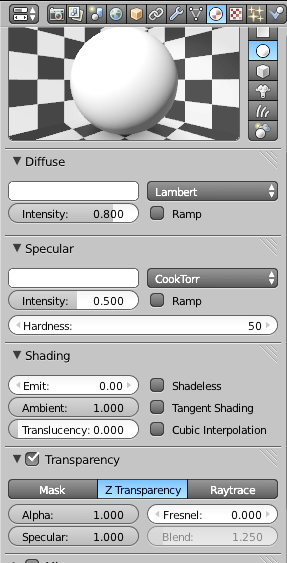 Diffuse
Lambert
Intensity: 0.800 Ramp
Specular
CookTorr
Intensity: 0.500 Ramp
Hardness: 50
Shading
Emit: 0.00 Shadeless
Ambient: 1.000 Tangent Shading
Translucency: 0.000 Cubic Interpolation
Transparency
Mask Z Transparency Raytrace
Alpha: 1.000 Fresnel: 0.000
Specular: 1.000 Blend: 1.250